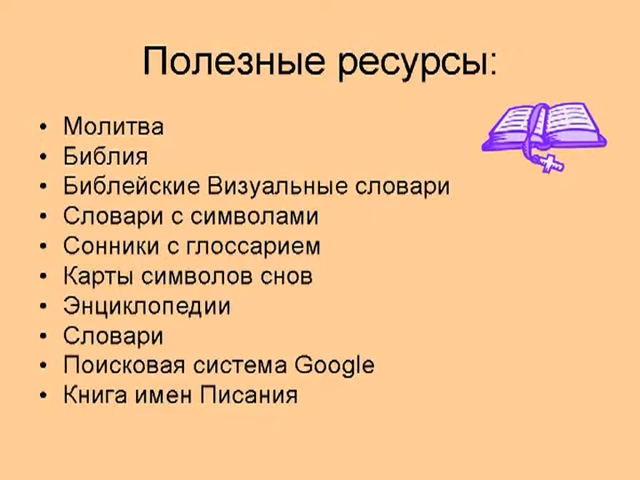 Полезные ресурсы:
• Молитва
• Библия
• Библейские Визуальные словари
• Словари с символами
• Сонники с глоссарием
• Карты символов снов
• Энциклопедии
• Словари
• Поисковая система Google
• Книга имен Писания